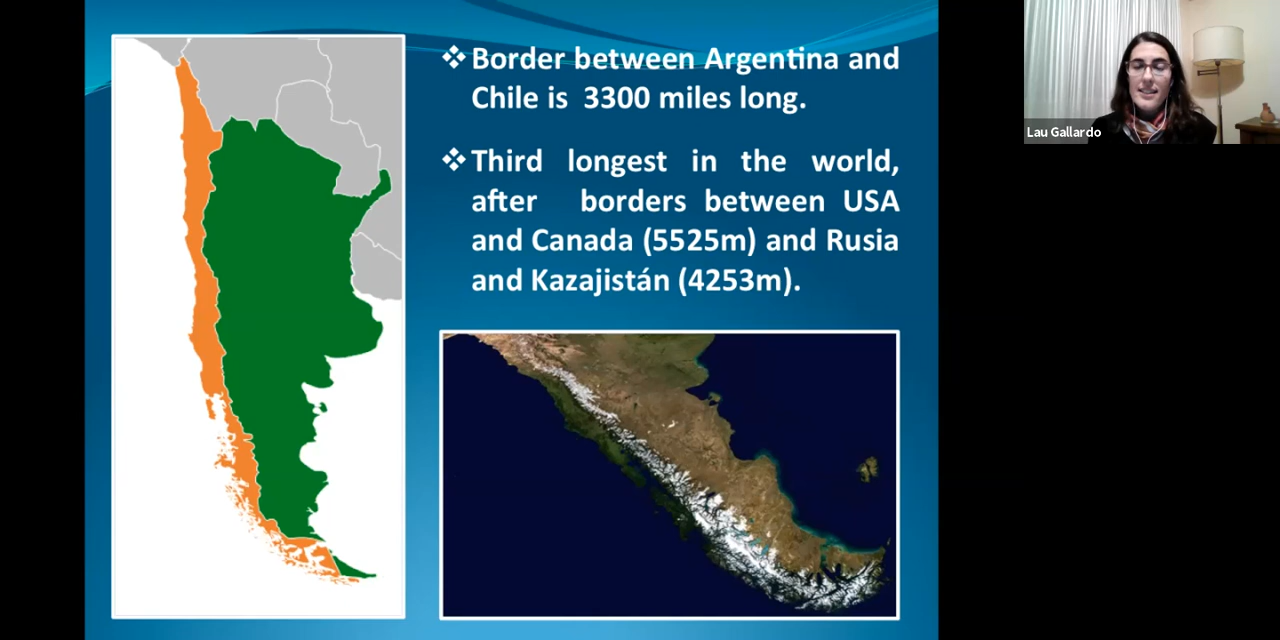 Border between Argentina and
Chile is 3300 miles long.
Third longest in the world,
after borders between USA
and Canada (5525m) and Rusia
and Kazajistán (4253m).
Lau Gallardo